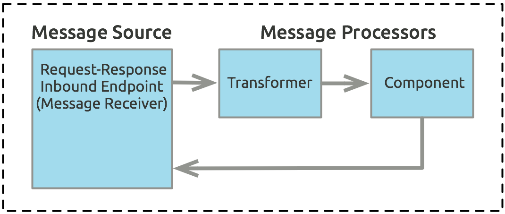 Message Source
Message Processors
Request-Response
Inbound Endpoint
(Message Receiver)
Transformer
Component